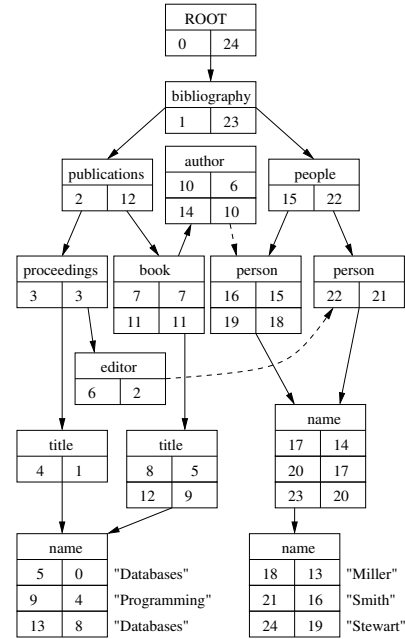 ROOT
0 24
bibliography
1 23
author
10 6
14 10
publications
2 12
people
15 22
proceedings
3 3
book
7 7
11 11
person
16 15
19 18
person
22 21
editor
6 2
name
17 14
20 17
23 20
title
4 1
title
8 5
12 9
name
5 0 "Databases"
9 4 "Programming"
13 8 "Databases"
name
18 13 "Miller"
21 16 "Smith"
24 19 "Stewart"